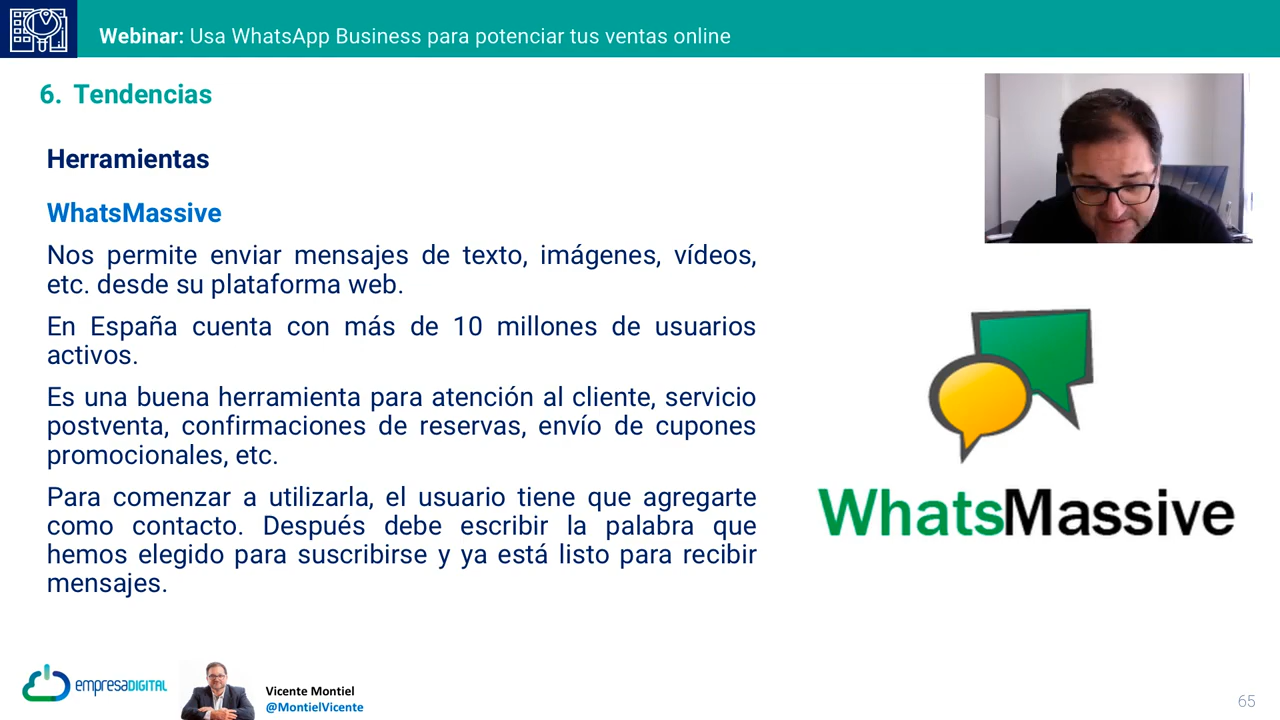 Webinar: Usa WhatsApp Business para potenciar tus ventas online
6. Tendencias
Herramientas
WhatsMassive
Nos permite enviar mensajes de texto, imágenes, vídeos,
etc. desde su plataforma web.
En España cuenta con más de 10 millones de usuarios
activos.
Es una buena herramienta para atención al cliente, servicio
postventa, confirmaciones de reservas, envío de cupones
promocionales, etc.
Para comenzar a utilizarla, el usuario tiene que agregarte
como contacto. Después debe escribir la palabra que
hemos elegido para suscribirse y ya está listo para recibir
mensajes.
WhatsMassive
empresaDIGITAL
Vicente Montiel
@MontielVicente
65